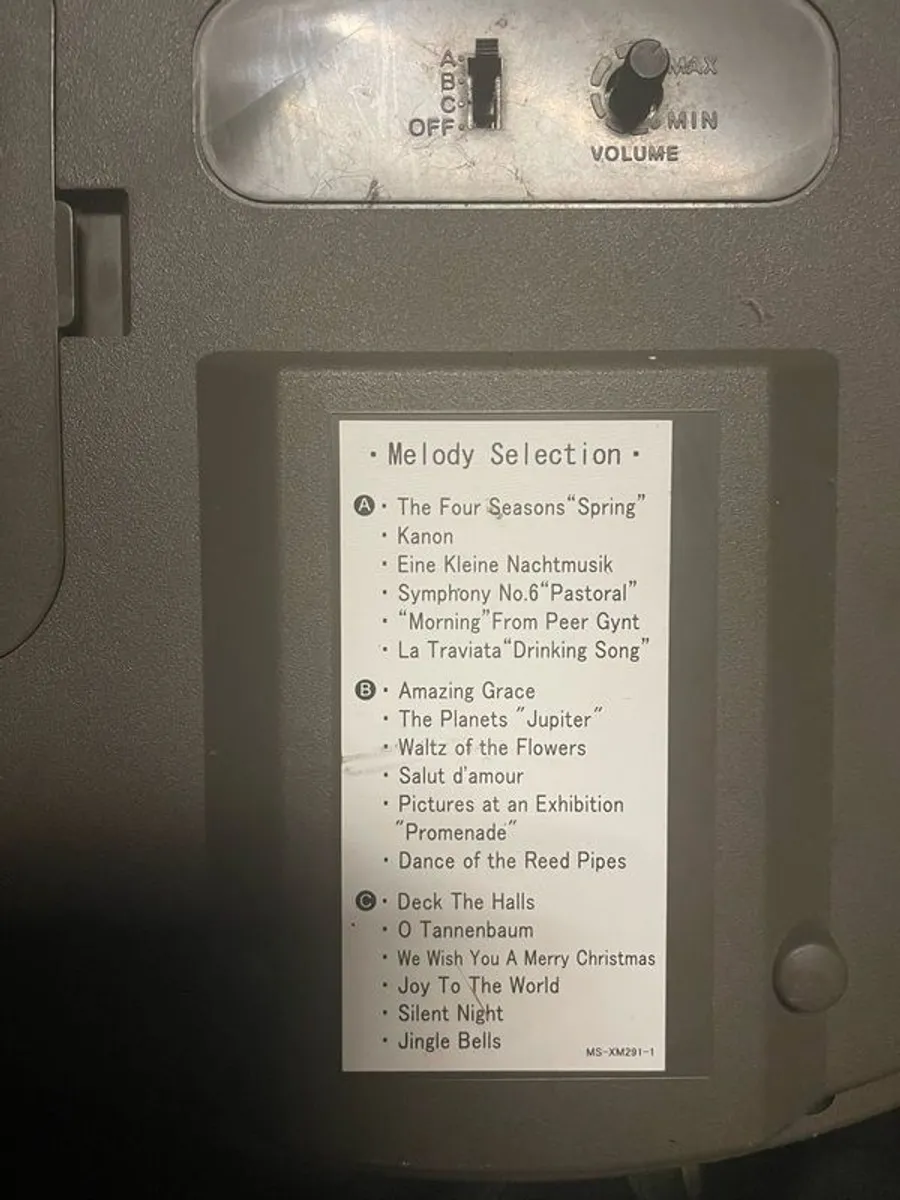 A
B
C
OFF
MAX
MIN
VOLUME
・Melody Selection・
Ⓐ・The Four Seasons“Spring”
・Kanon
・Eine Kleine Nachtmusik
・Symphony No.6“Pastoral”
・“Morning”From Peer Gynt
・La Traviata“Drinking Song”
Ⓑ・Amazing Grace
・The Planets "Jupiter"
・Waltz of the Flowers
・Salut d'amour
・Pictures at an Exhibition
"Promenade"
・Dance of the Reed Pipes
Ⓒ・Deck The Halls
・O Tannenbaum
・We Wish You A Merry Christmas
・Joy To The World
・Silent Night
・Jingle Bells
MS-XM291-1